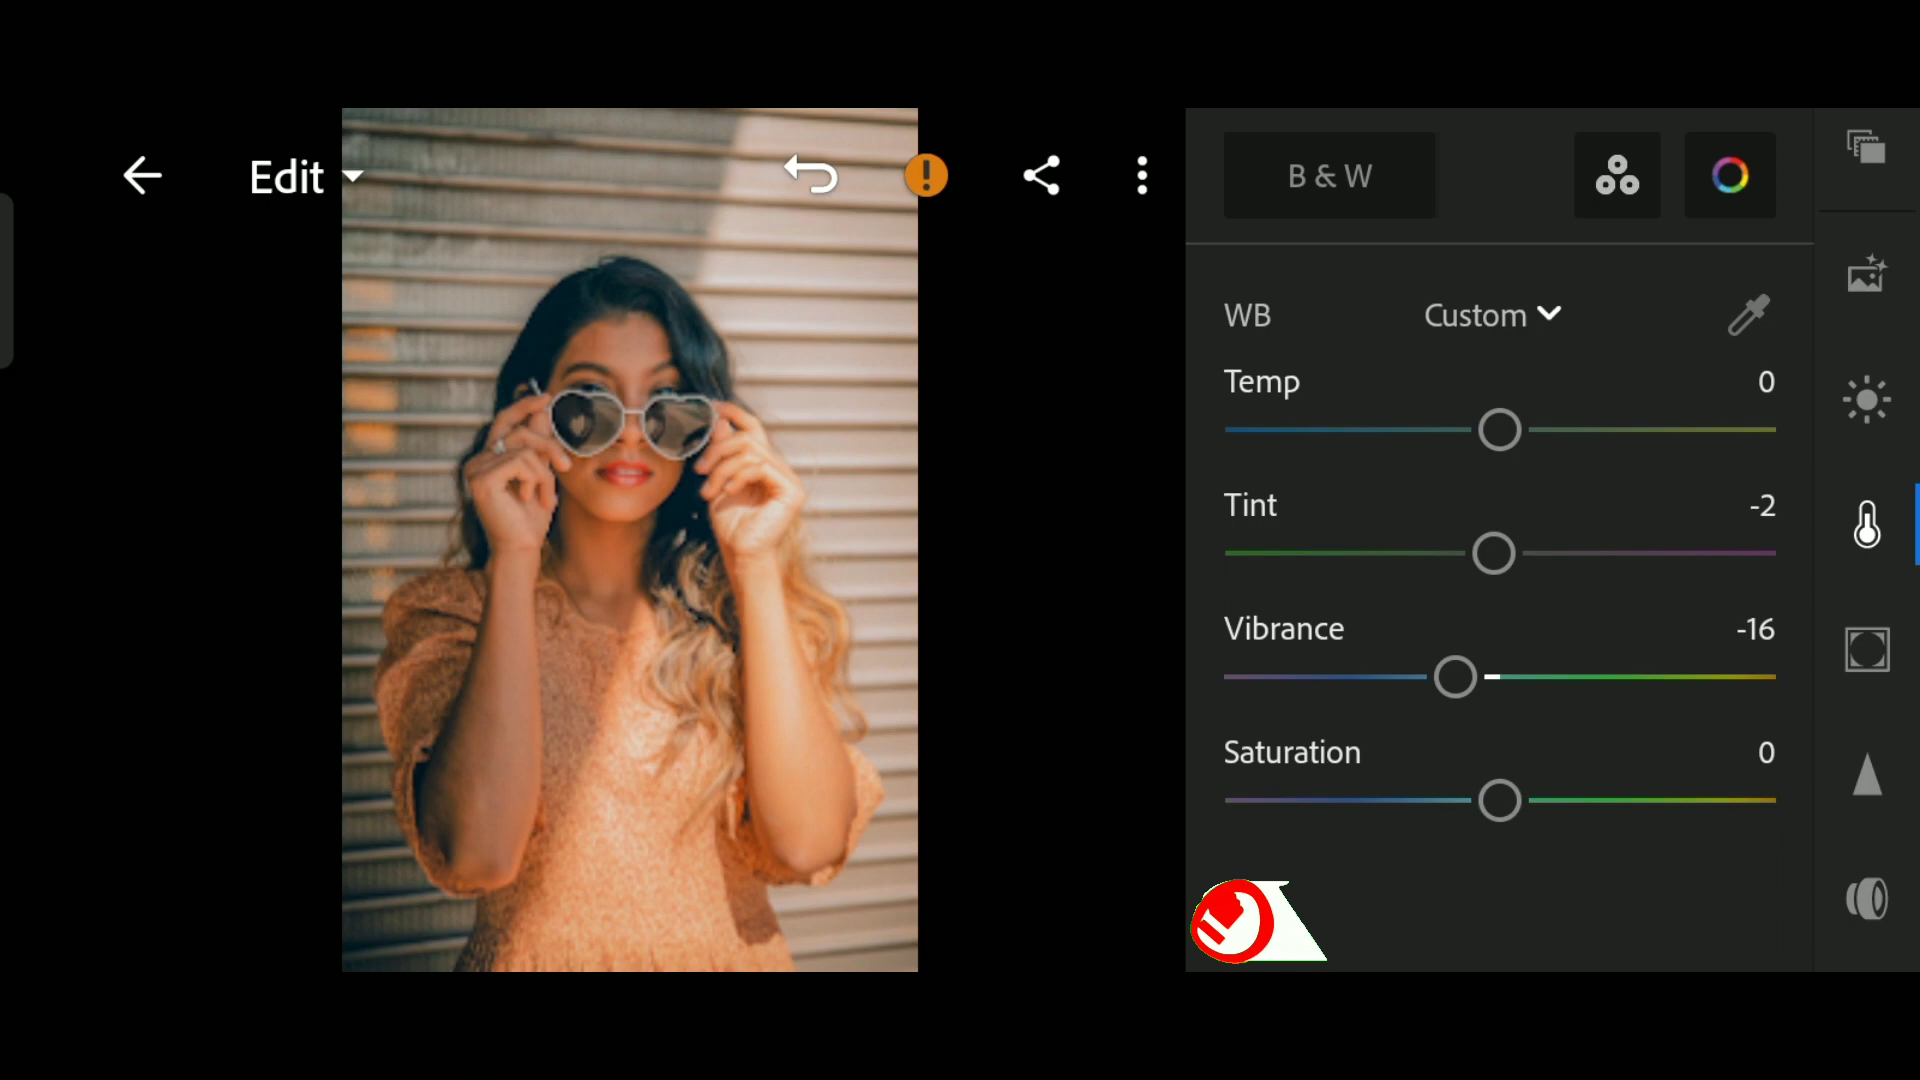 Edit
B & W
WB Custom
Temp 0
Tint -2
Vibrance -16
Saturation 0